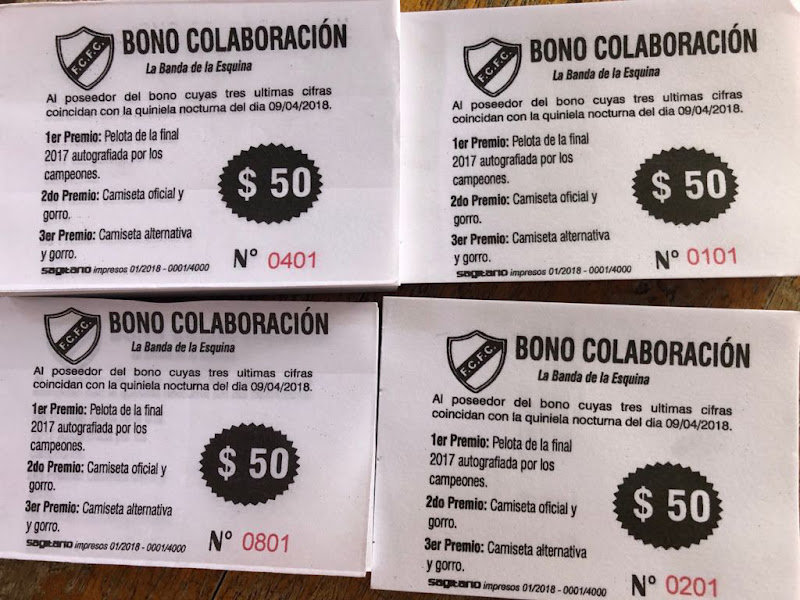 F.C.F.C.
BONO COLABORACIÓN
La Banda de la Esquina
Al poseedor del bono cuyas tres ultimas cifras
coincidan con la quiniela nocturna del dia 09/04/2018.
1er Premio: Pelota de la final
2017 autografiada por los
campeones.
2do Premio: Camiseta oficial y
gorro.
3er Premio: Camiseta alternativa
y gorro.
$ 50
Nº 0401
sagitario impresos 01/2018 - 0001/4000
F.C.F.C.
BONO COLABORACIÓN
La Banda de la Esquina
Al poseedor del bono cuyas tres ultimas cifras
coincidan con la quiniela nocturna del dia 09/04/2018.
1er Premio: Pelota de la final
2017 autografiada por los
campeones.
2do Premio: Camiseta oficial y
gorro.
3er Premio: Camiseta alternativa
y gorro.
$ 50
Nº 0101
sagitario impresos 01/2018 - 0001/4000
F.C.F.C.
BONO COLABORACIÓN
La Banda de la Esquina
Al poseedor del bono cuyas tres ultimas cifras
coincidan con la quiniela nocturna del dia 09/04/2018.
1er Premio: Pelota de la final
2017 autografiada por los
campeones.
2do Premio: Camiseta oficial y
gorro.
3er Premio: Camiseta alternativa
y gorro.
$ 50
Nº 0801
sagitario impresos 01/2018 - 0001/4000
F.C.F.C.
BONO COLABORACIÓN
La Banda de la Esquina
Al poseedor del bono cuyas tres ultimas cifras
coincidan con la quiniela nocturna del dia 09/04/2018.
1er Premio: Pelota de la final
2017 autografiada por los
campeones.
2do Premio: Camiseta oficial y
gorro.
3er Premio: Camiseta alternativa
y gorro.
$ 50
Nº 0201
sagitario impresos 01/2018 - 0001/4000